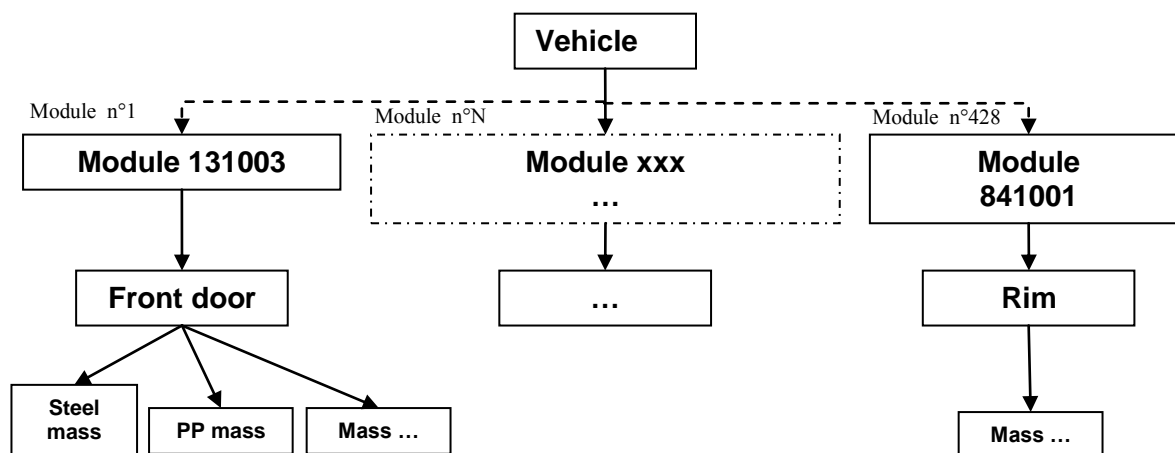 Vehicle
Module n°1
Module n°N
Module n°428
Module 131003
Module xxx
...
Module
841001
Front door
...
Rim
Steel
mass
PP mass
Mass ...
Mass ...